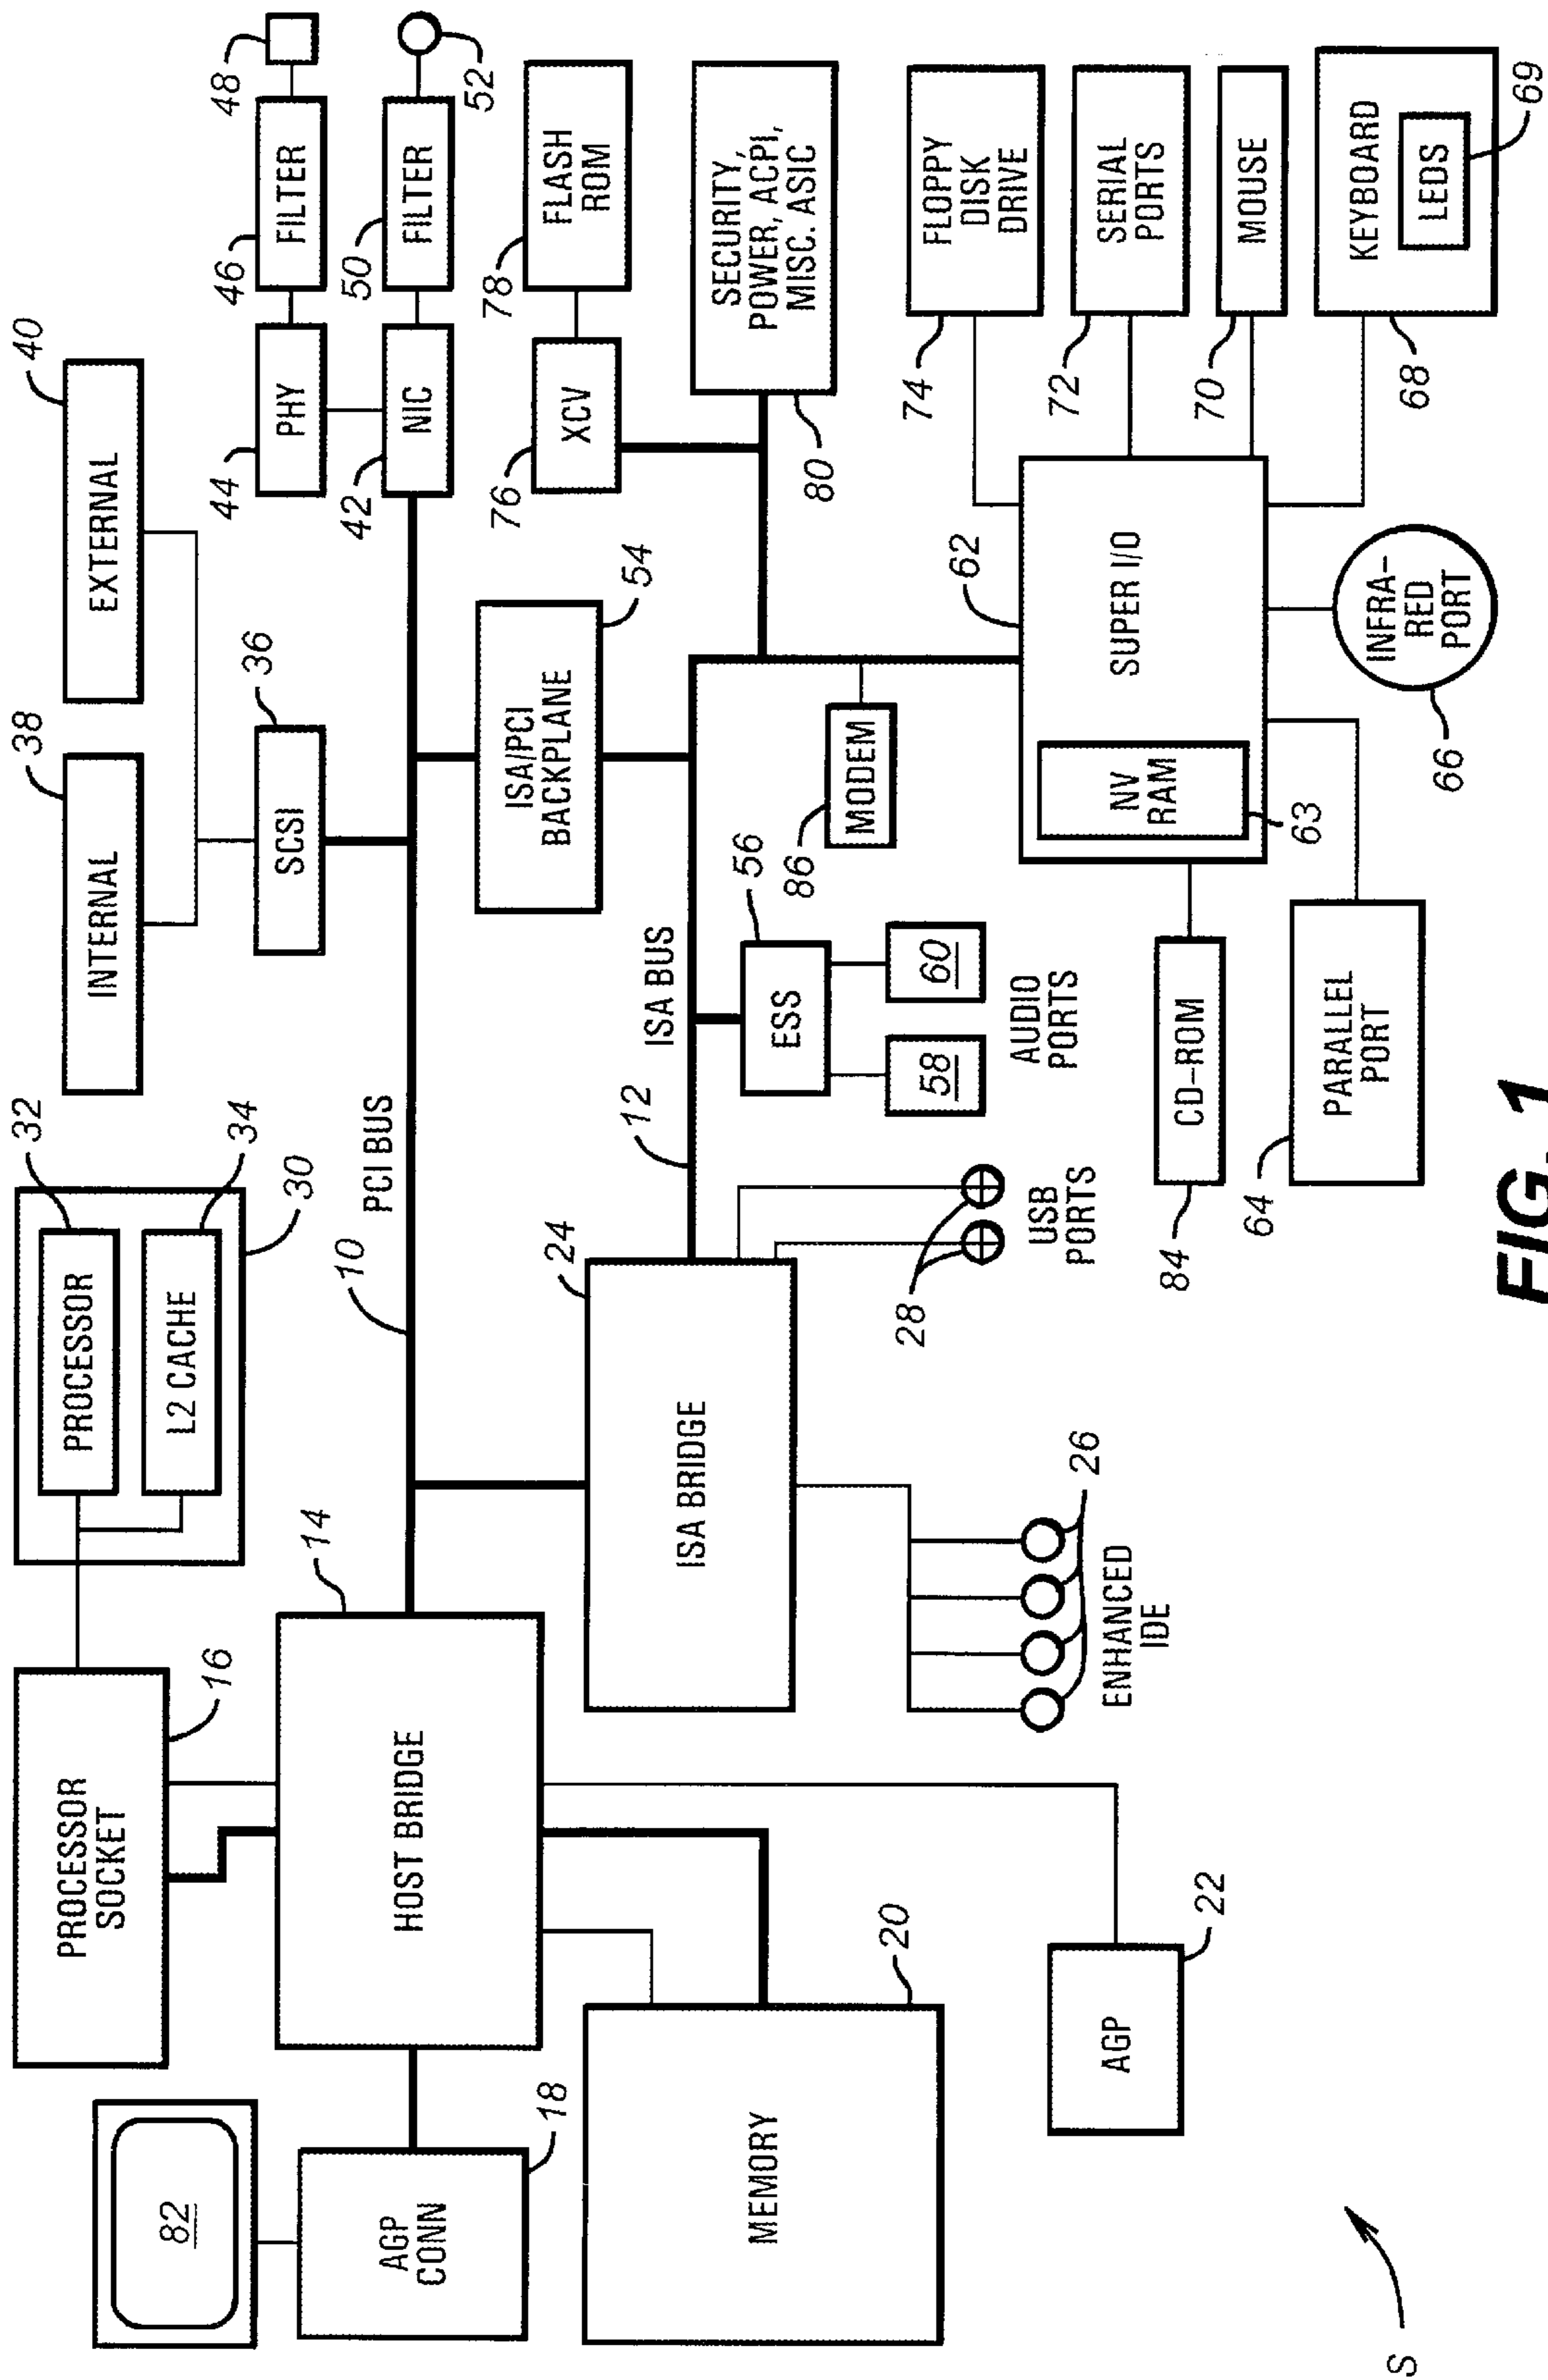 82
AGP
CONN
18
MEMORY
20
AGP
22
PROCESSOR
SOCKET
16
HOST BRIDGE
14
PROCESSOR
32
L2 CACHE
34
30
10
PCI BUS
ISA BRIDGE
24
26
ENHANCED
IDE
28
USB
PORTS
12
ISA BUS
INTERNAL
38
EXTERNAL
40
SCSI
36
ISA/PCI
BACKPLANE
54
ESS
56
58
60
AUDIO
PORTS
MODEM
86
PHY
44
FILTER
46
48
NIC
42
FILTER
50
52
XCV
76
FLASH
ROM
78
SECURITY,
POWER, ACPI,
MISC. ASIC
80
SUPER I/O
62
NV
RAM
63
FLOPPY
DISK
DRIVE
74
SERIAL
PORTS
72
MOUSE
70
KEYBOARD
68
LEDS
69
INFRA-
RED
PORT
66
CD-ROM
84
PARALLEL
PORT
64
S
FIG. 1